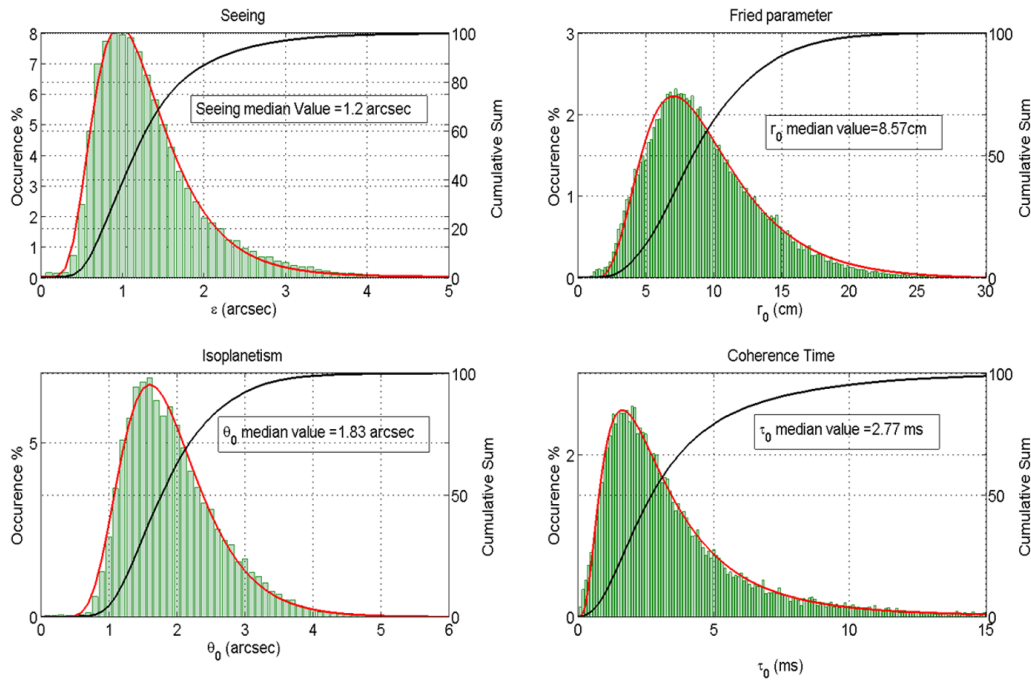 Seeing
8
7
6
5
4
3
2
1
0
Occurence %
100
80
60
40
20
0
Cumulative Sum
Seeing median Value =1.2 arcsec
0 1 2 3 4 5
ε (arcsec)
Fried parameter
3
2
1
0
Occurence %
100
50
0
Cumulative Sum
r0 median value=8.57cm
0 5 10 15 20 25 30
r0 (cm)
Isoplanetism
5
0
Occurence %
100
50
0
Cumulative Sum
θ0 median value =1.83 arcsec
0 1 2 3 4 5 6
θ0 (arcsec)
Coherence Time
2
0
Occurence %
100
50
0
Cumulative Sum
τ0 median value =2.77 ms
0 5 10 15
τ0 (ms)